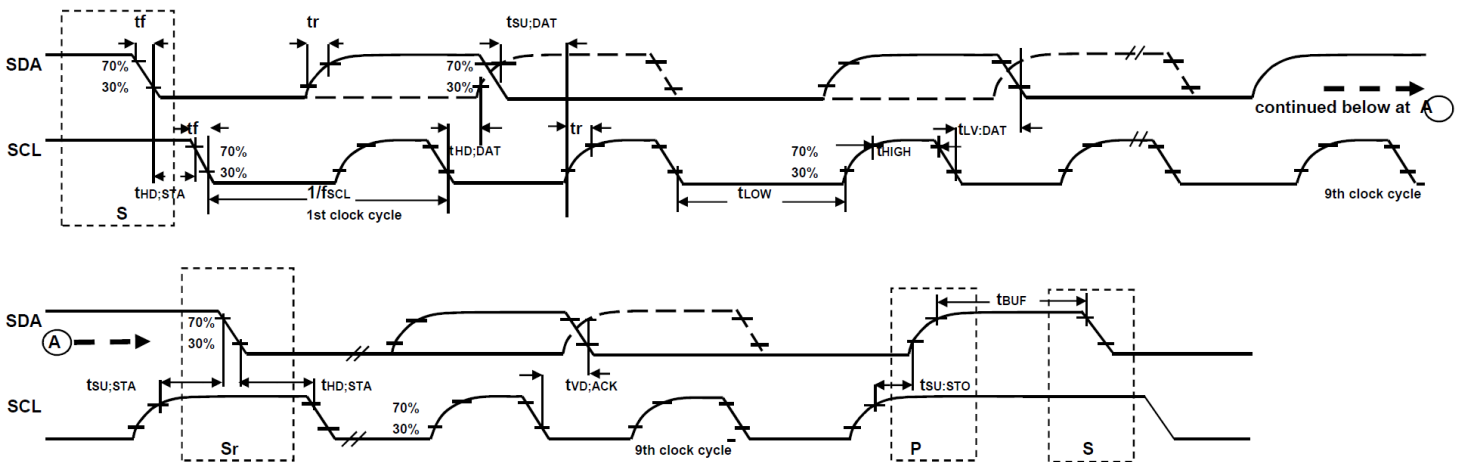 tf
tr
tSU;DAT
SDA
70%
30%
continued below at A
tf
tHD;DAT
tr
tLV:DAT
SCL
70%
30%
70%
30%
tHIGH
tHD;STA
1/fSCL
tLOW
S
1st clock cycle
9th clock cycle
tBUF
SDA
70%
30%
A
tSU;STA
tHD;STA
tVD;ACK
tSU:STO
SCL
70%
30%
Sr
9th clock cycle
P
S